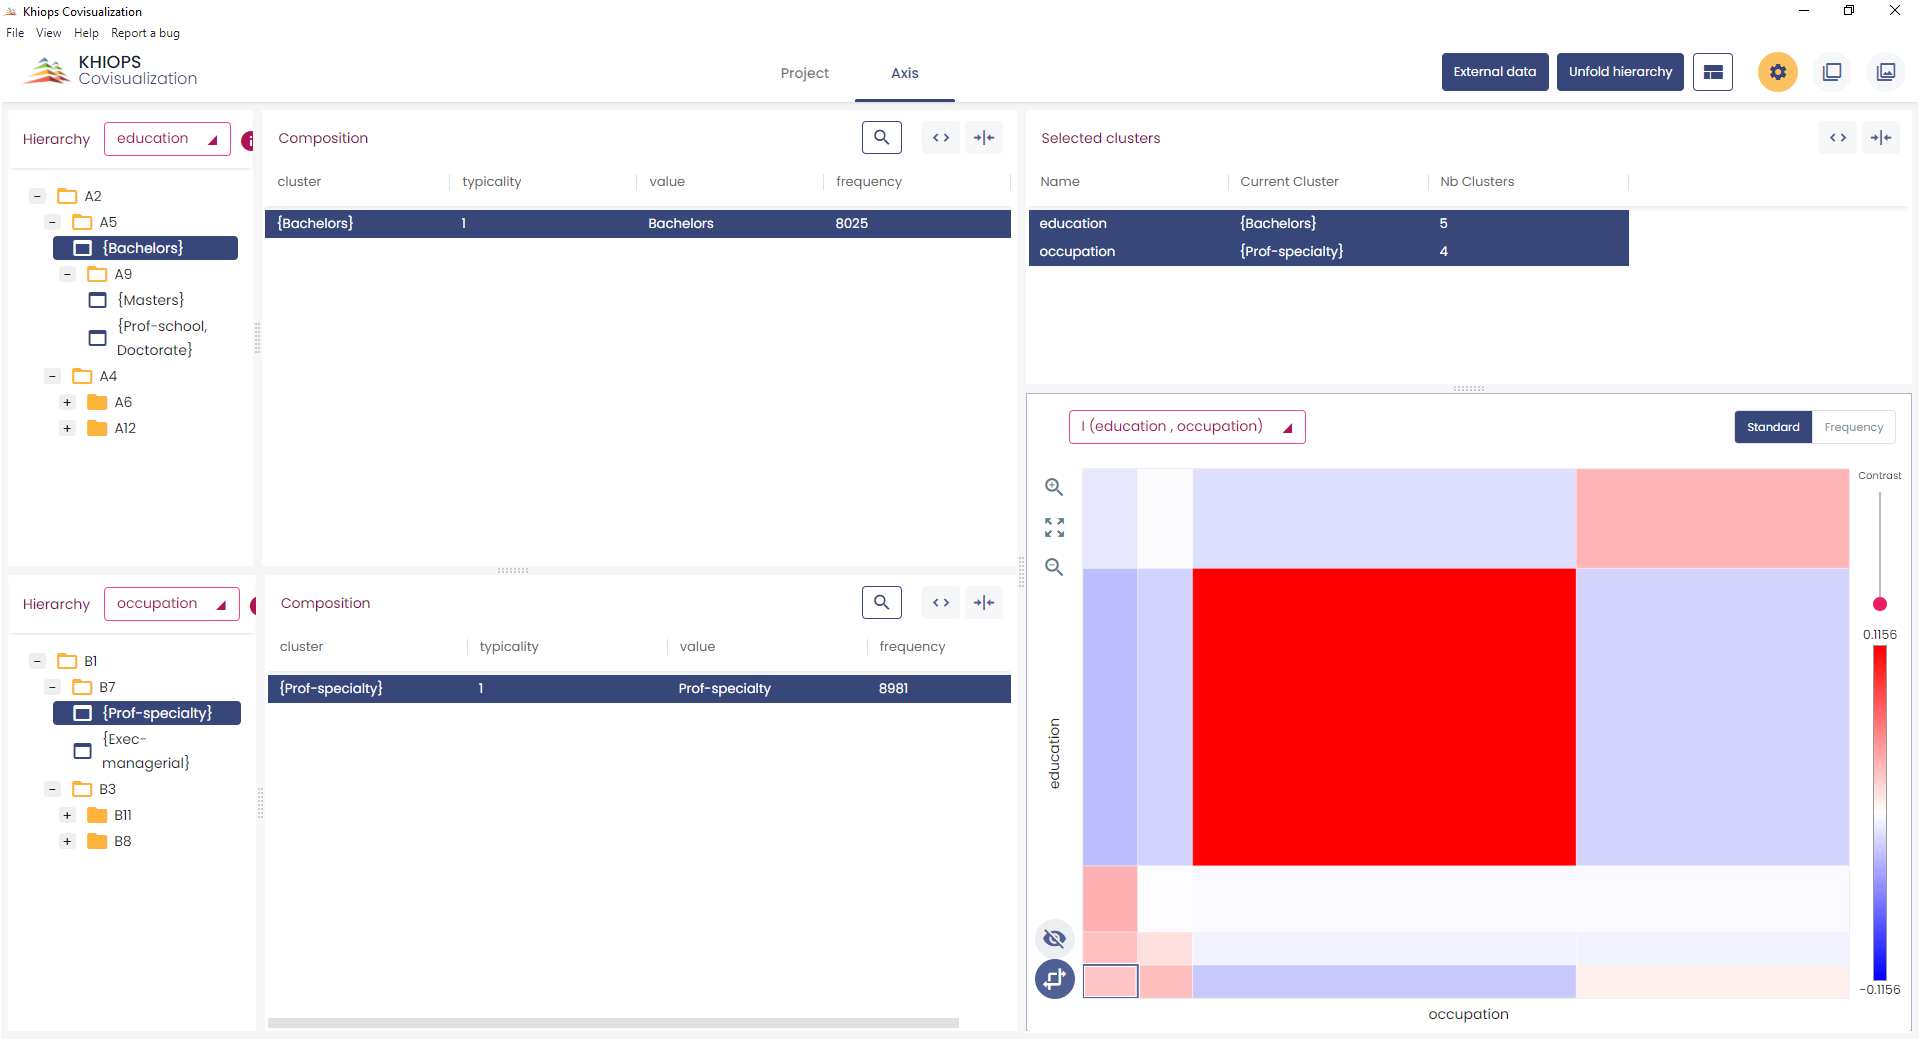 Khiops Covisualization
File View Help Report a bug
KHIOPS
Covisualization
Project Axis
External data Unfold hierarchy
Hierarchy education
A2
A5
{Bachelors}
A9
{Masters}
{Prof-school,
Doctorate}
A4
A6
A12
Composition
cluster typicality value frequency
{Bachelors} 1 Bachelors 8025
Selected clusters
Name Current Cluster Nb Clusters
education {Bachelors} 5
occupation {Prof-specialty} 4
Hierarchy occupation
B1
B7
{Prof-specialty}
{Exec-
managerial}
B3
B11
B8
Composition
cluster typicality value frequency
{Prof-specialty} 1 Prof-specialty 8981
I (education , occupation)
Standard Frequency
Contrast
0.1156
-0.1156
education
occupation